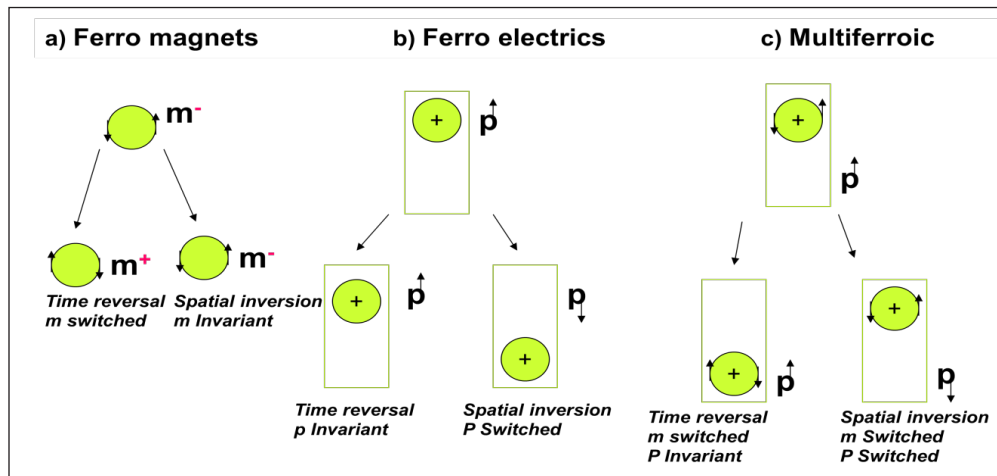 a) Ferro magnets
b) Ferro electrics
c) Multiferroic
m-
m+
m-
Time reversal
m switched
Spatial inversion
m Invariant
+
p
+
p
+
p
Time reversal
p Invariant
Spatial inversion
P Switched
+
p
+
p
+
p
Time reversal
m switched
P Invariant
Spatial inversion
m Switched
P Switched